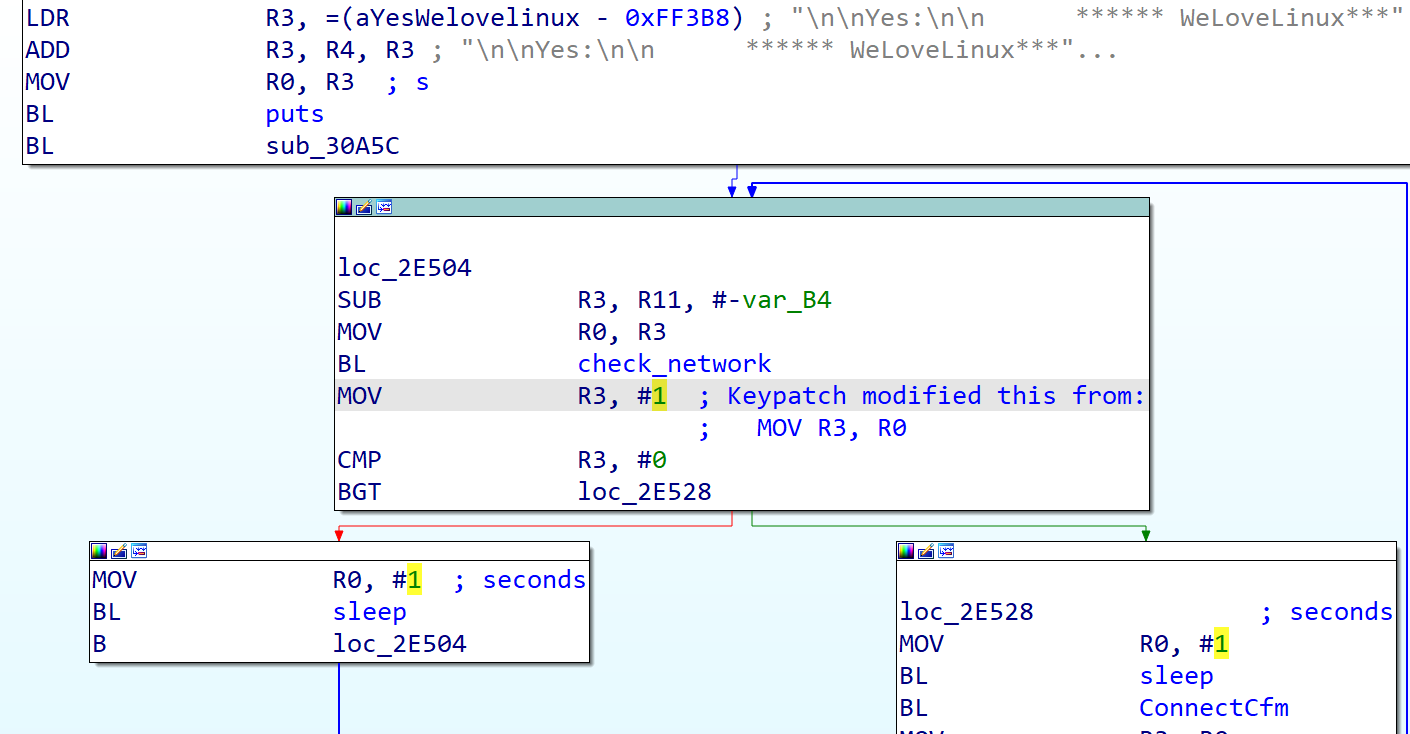 LDR R3, =(aYesWelovelinux - 0xFF3B8) ; "\n\nYes:\n\n      ****** WeLoveLinux***"
ADD R3, R4, R3 ; "\n\nYes:\n\n      ****** WeLoveLinux***"...
MOV R0, R3 ; s
BL puts
BL sub_30A5C
loc_2E504
SUB R3, R11, #-var_B4
MOV R0, R3
BL check_network
MOV R3, #1 ; Keypatch modified this from:
; MOV R3, R0
CMP R3, #0
BGT loc_2E528
MOV R0, #1 ; seconds
BL sleep
B loc_2E504
loc_2E528 ; seconds
MOV R0, #1
BL sleep
BL ConnectCfm